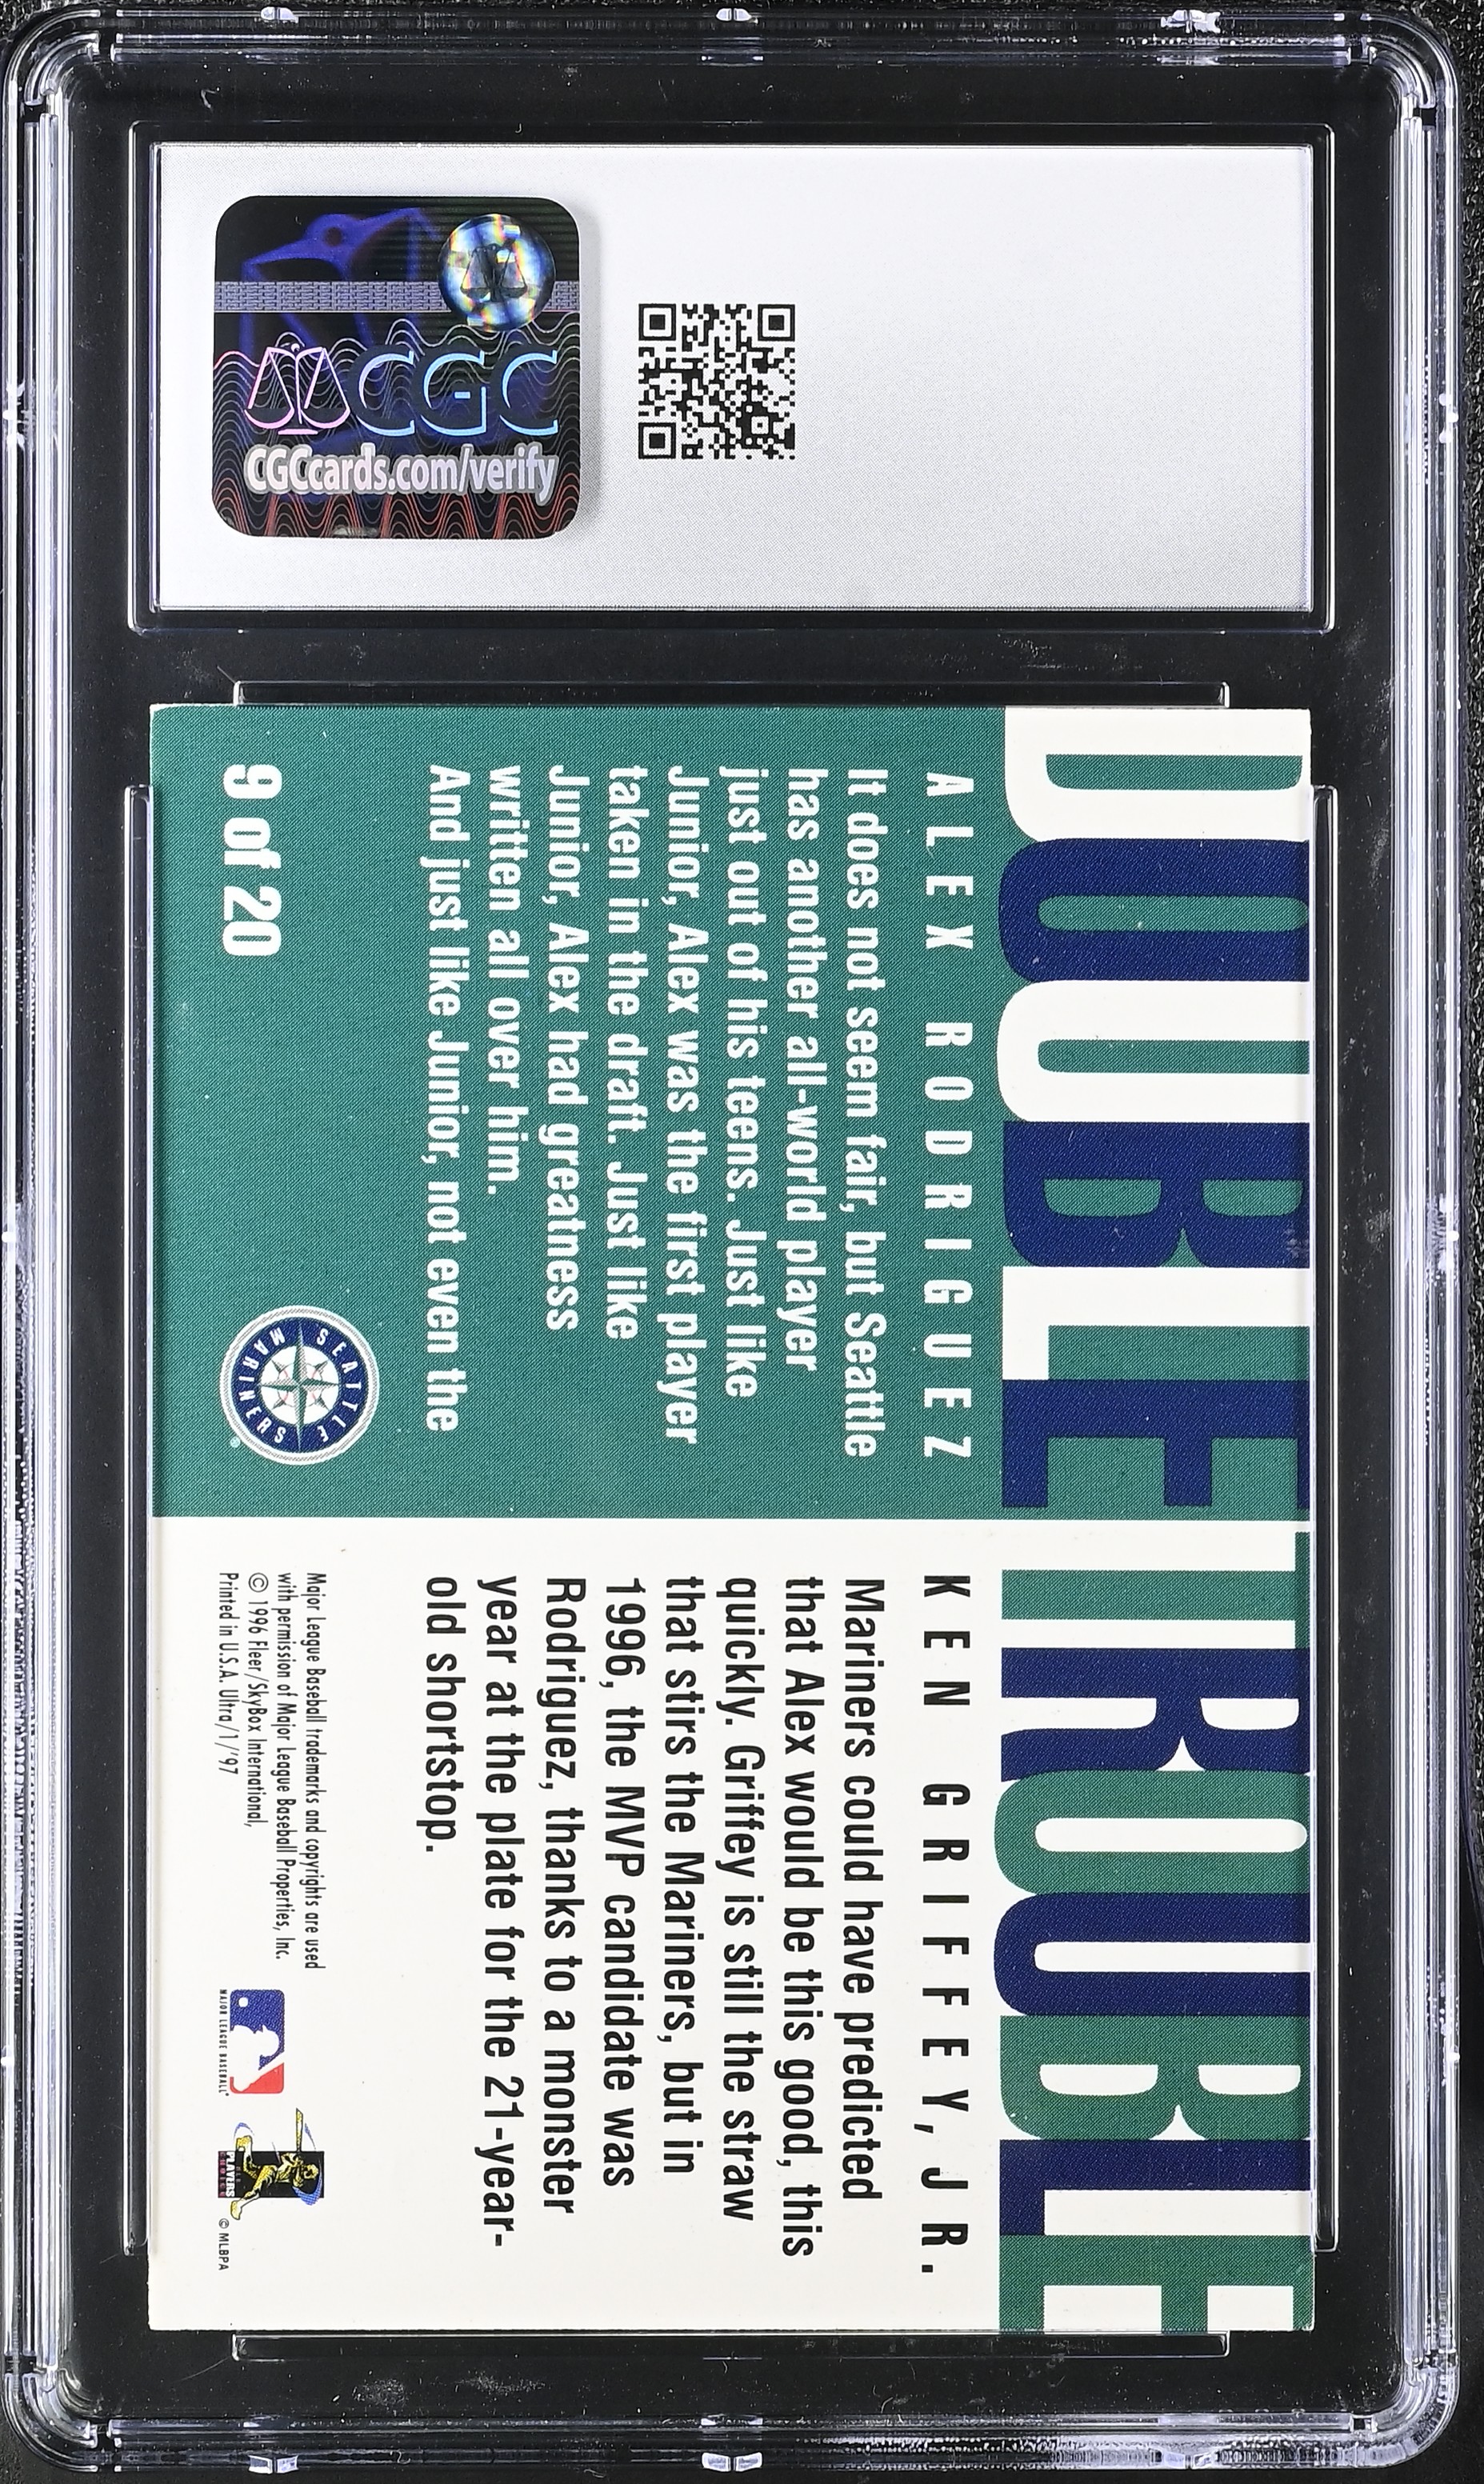 CGC
CGCcards.com/verify
DOUBLE TROUBLE
ALEX RODRIGUEZ
It does not seem fair, but Seattle
has another all-world player
just out of his teens. Just like
Junior, Alex was the first player
taken in the draft. Just like
Junior, Alex had greatness
written all over him.
And just like Junior, not even the
9 of 20
SEATTLE
MARINERS
KEN GRIFFEY, JR.
Mariners could have predicted
that Alex would be this good, this
quickly. Griffey is still the straw
that stirs the Mariners, but in
1996, the MVP candidate was
Rodriguez, thanks to a monster
year at the plate for the 21-year-
old shortstop.
Major League Baseball trademarks and copyrights are used
with permission of Major League Baseball Properties, Inc.
© 1996 Fleer/SkyBox International,
Printed in U.S.A. Ultra/1/'97
MAJOR LEAGUE BASEBALL
PLAYERS
© MLBPA